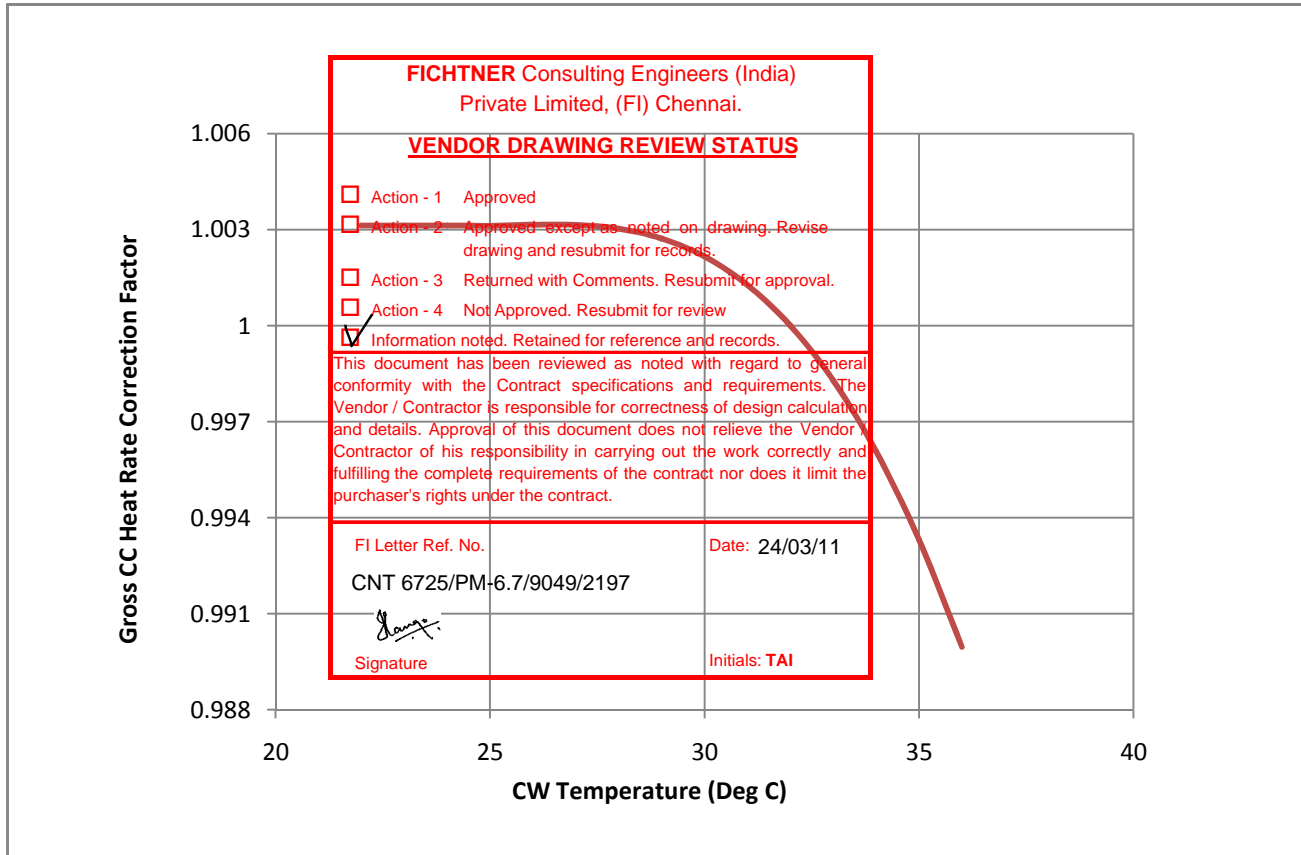 FICHTNER Consulting Engineers (India)
Private Limited, (FI) Chennai.
VENDOR DRAWING REVIEW STATUS
Action - 1 Approved
Action - 2 Approved except as noted on drawing. Revise
drawing and resubmit for records.
Action - 3 Returned with Comments. Resubmit for approval.
Action - 4 Not Approved. Resubmit for review
Information noted. Retained for reference and records.
This document has been reviewed as noted with regard to general
conformity with the Contract specifications and requirements. The
Vendor / Contractor is responsible for correctness of design calculation
and details. Approval of this document does not relieve the Vendor /
Contractor of his responsibility in carrying out the work correctly and
fulfilling the complete requirements of the contract nor does it limit the
purchaser's rights under the contract.
FI Letter Ref. No. Date: 24/03/11
CNT 6725/PM-6.7/9049/2197
Signature Initials: TAI
Gross CC Heat Rate Correction Factor
1.006
1.003
1
0.997
0.994
0.991
0.988
20 25 30 35 40
CW Temperature (Deg C)